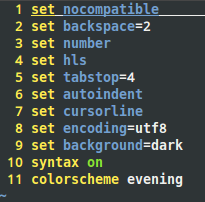 1 set nocompatible
2 set backspace=2
3 set number
4 set hls
5 set tabstop=4
6 set autoindent
7 set cursorline
8 set encoding=utf8
9 set background=dark
10 syntax on
11 colorscheme evening
~